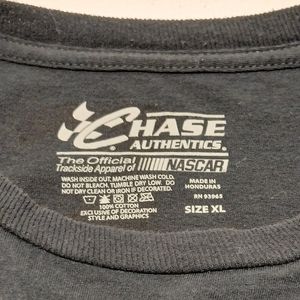 CHASE
AUTHENTICS.
The Official
Trackside Apparel of NASCAR
WASH INSIDE OUT. MACHINE WASH COLD.
DO NOT BLEACH. TUMBLE DRY LOW. DO
NOT DRY CLEAN OR IRON IF DECORATED.
100% COTTON
EXCLUSIVE OF DECORATION
STYLE AND GRAPHICS
MADE IN
HONDURAS
RN 93965
SIZE XL